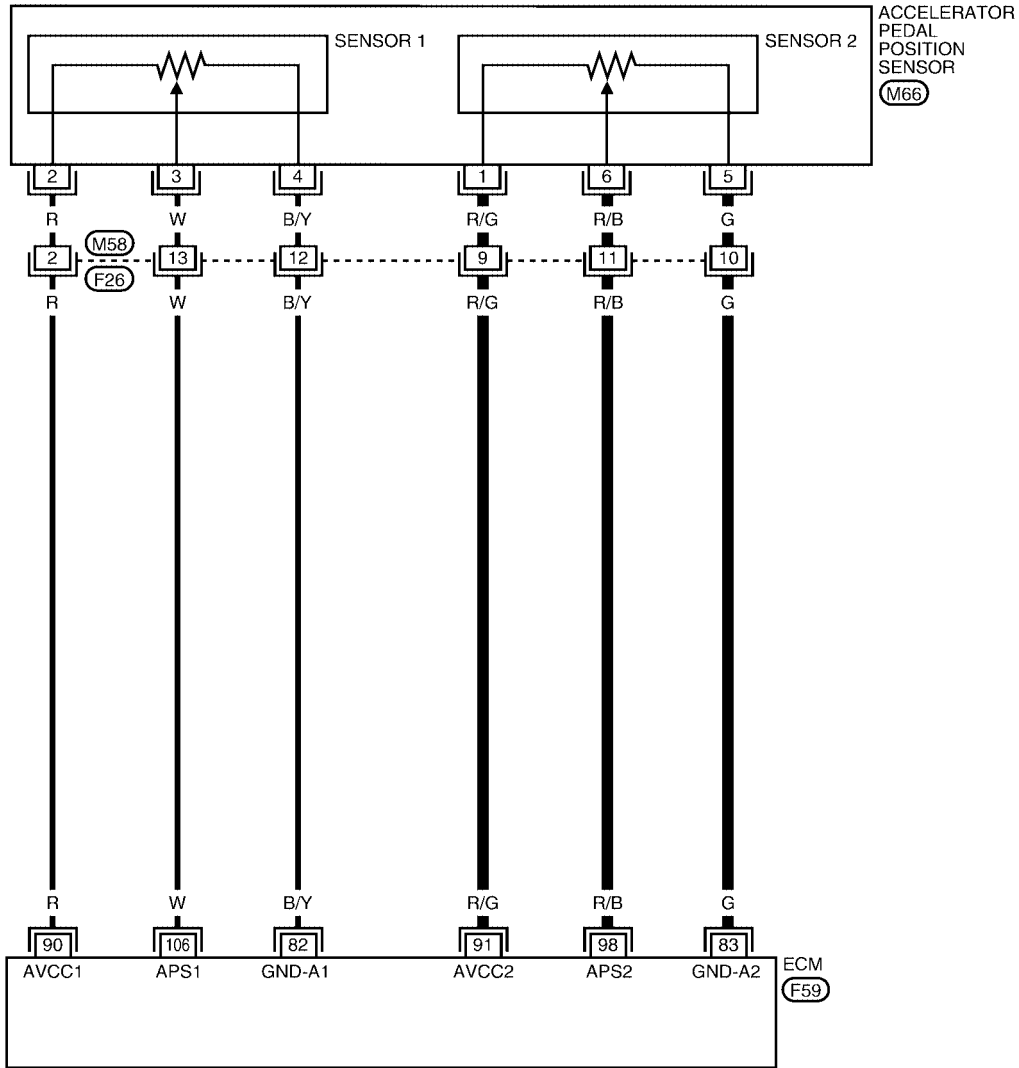 ACCELERATOR
PEDAL
POSITION
SENSOR
M66
SENSOR 1
SENSOR 2
2 3 4 1 6 5
R W B/Y R/G R/B G
M58
2 13 12 9 11 10
F26
R W B/Y R/G R/B G
R W B/Y R/G R/B G
90 106 82 91 98 83
AVCC1 APS1 GND-A1 AVCC2 APS2 GND-A2
ECM
F59